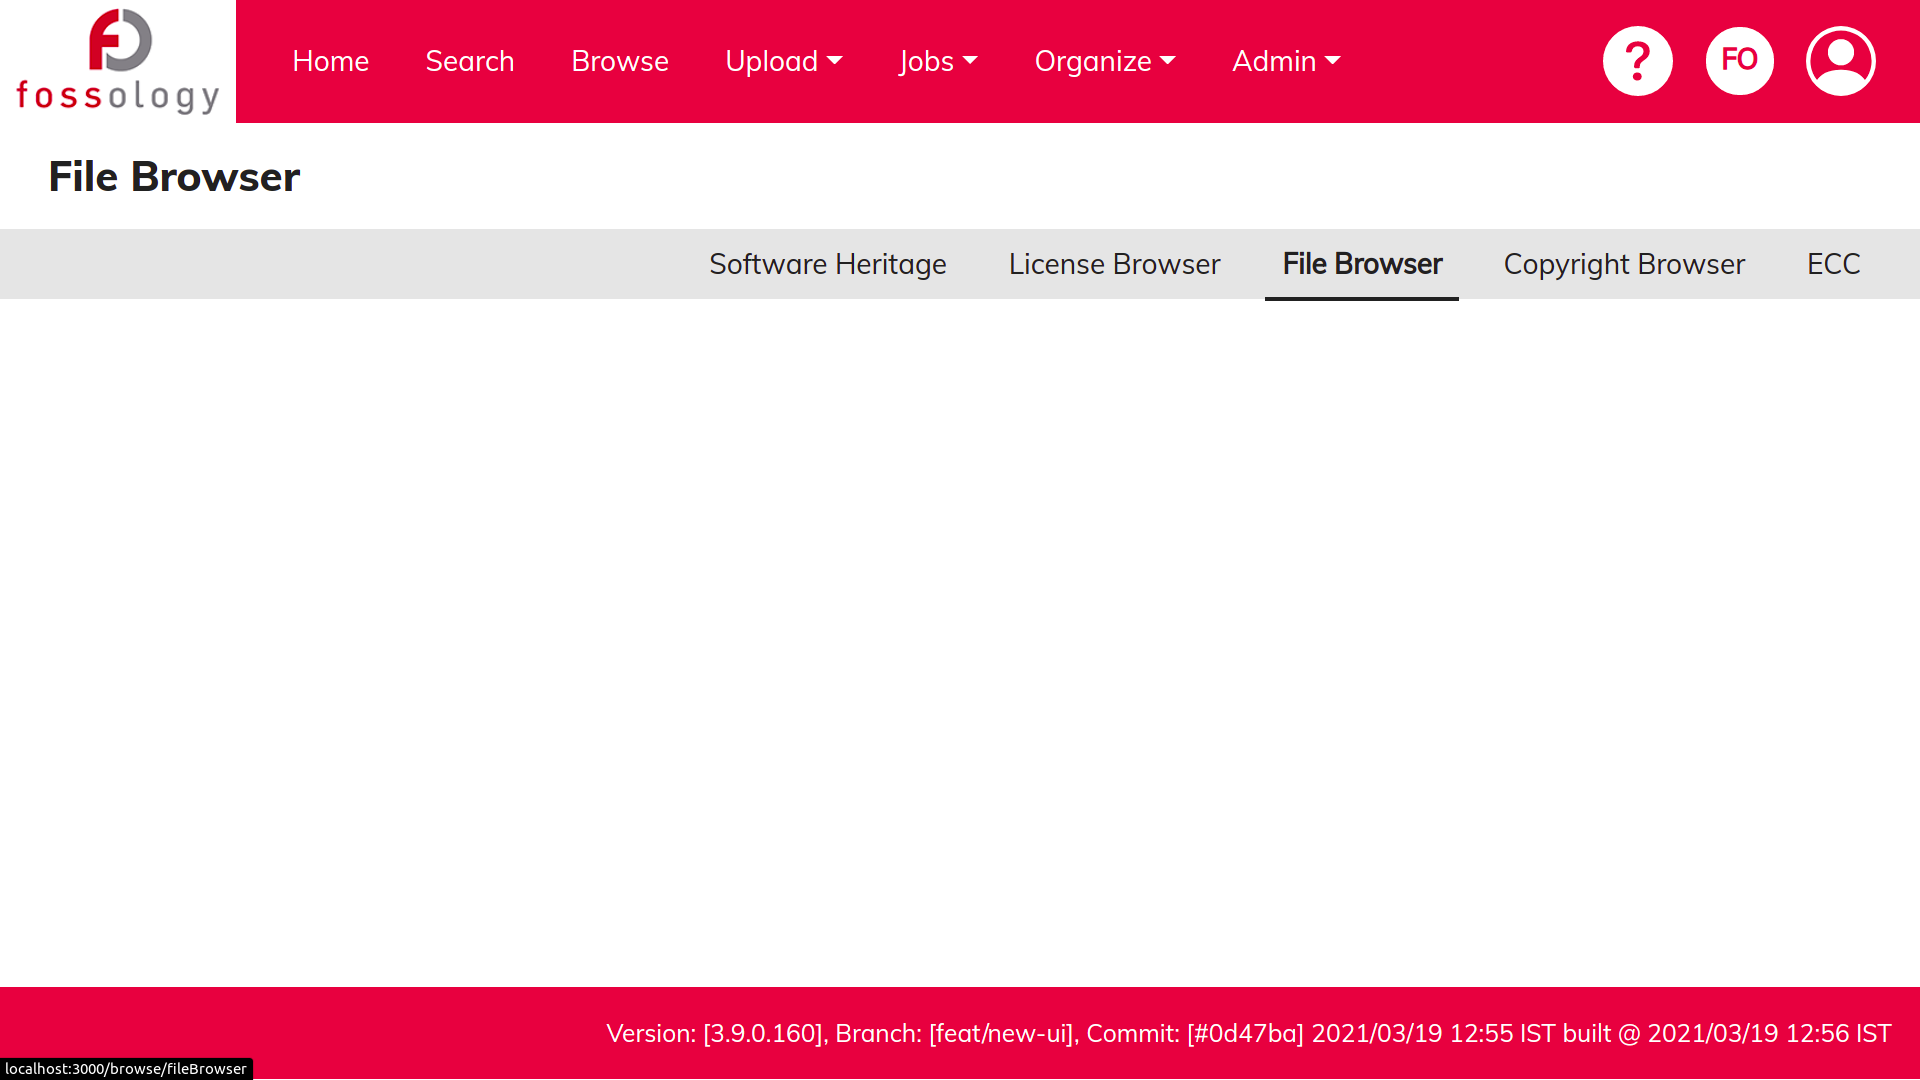 fossology
Home Search Browse Upload Jobs Organize Admin ? FO
File Browser
Software Heritage License Browser File Browser Copyright Browser ECC
Version: [3.9.0.160], Branch: [feat/new-ui], Commit: [#0d47ba] 2021/03/19 12:55 IST built @ 2021/03/19 12:56 IST
localhost:3000/browse/fileBrowser